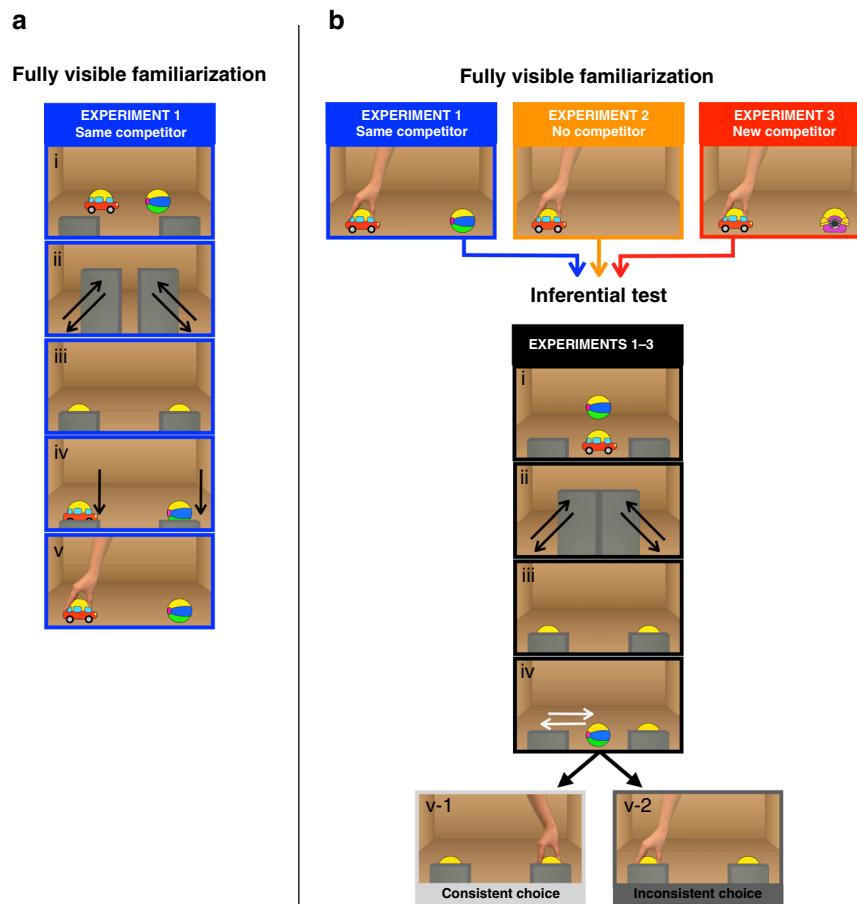 a
Fully visible familiarization
EXPERIMENT 1
Same competitor
i
ii
iii
iv
v
b
Fully visible familiarization
EXPERIMENT 1
Same competitor
EXPERIMENT 2
No competitor
EXPERIMENT 3
New competitor
Inferential test
EXPERIMENTS 1–3
i
ii
iii
iv
v-1
Consistent choice
v-2
Inconsistent choice